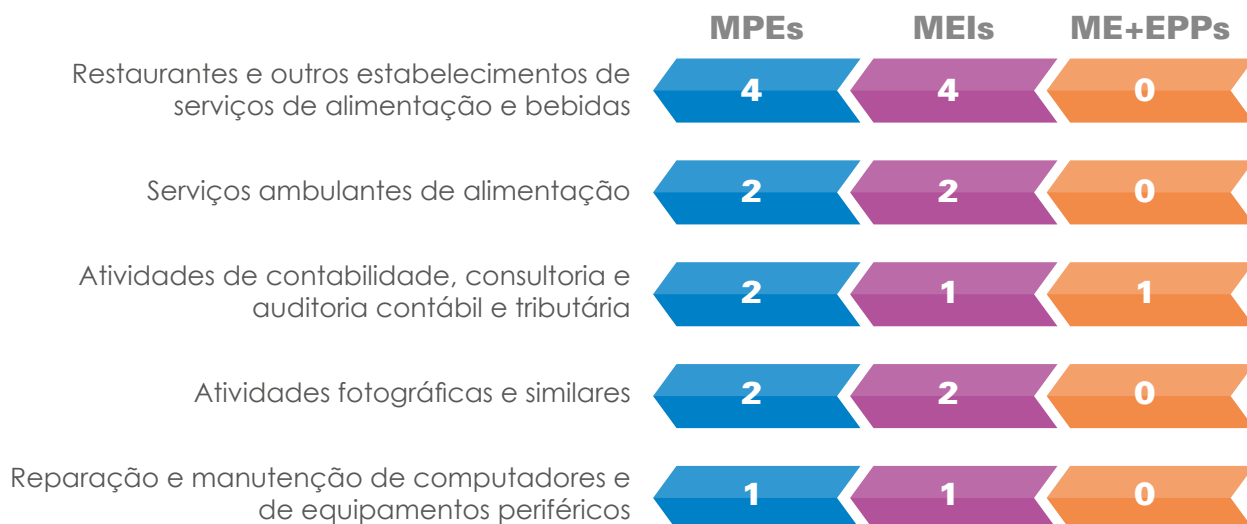 MPEs MEIs ME+EPPs
Restaurantes e outros estabelecimentos de
serviços de alimentação e bebidas
4 4 0
Serviços ambulantes de alimentação
2 2 0
Atividades de contabilidade, consultoria e
auditoria contábil e tributária
2 1 1
Atividades fotográficas e similares
2 2 0
Reparação e manutenção de computadores e
de equipamentos periféricos
1 1 0